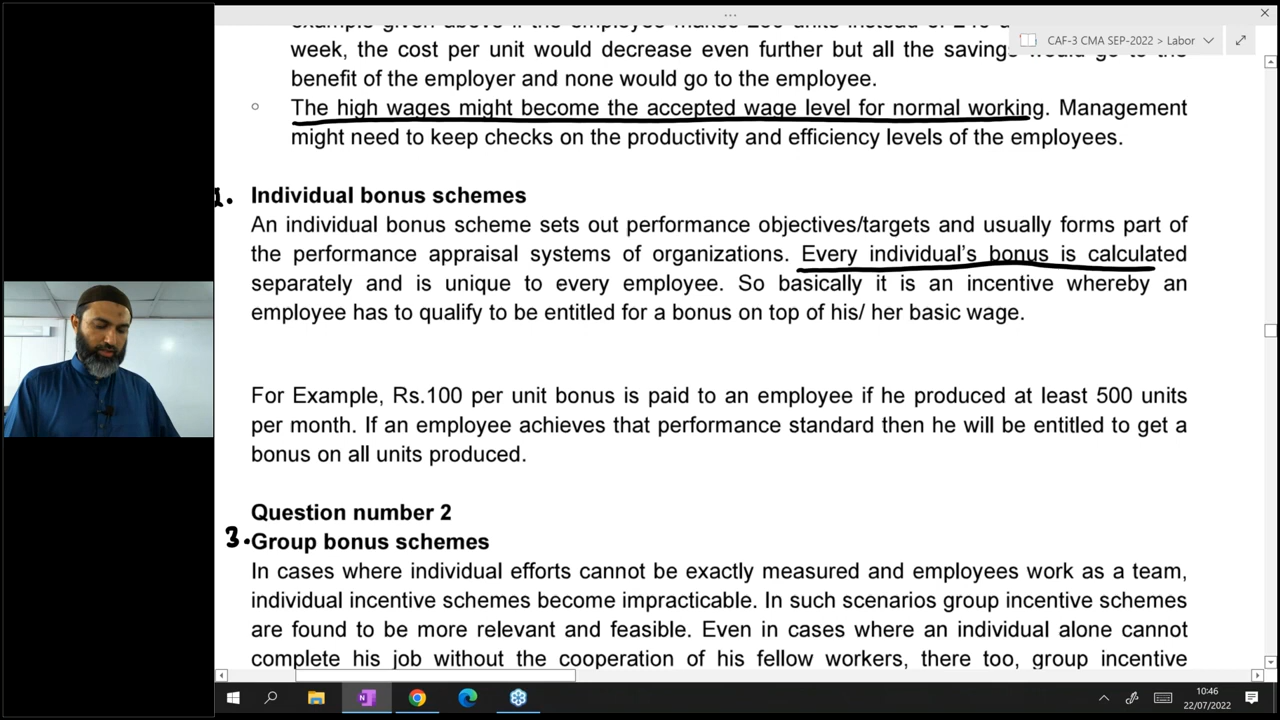 CAF-3 CMA SEP-2022 > Labor
week, the cost per unit would decrease even further but all the savings would go to the
benefit of the employer and none would go to the employee.
The high wages might become the accepted wage level for normal working. Management
might need to keep checks on the productivity and efficiency levels of the employees.
Individual bonus schemes
An individual bonus scheme sets out performance objectives/targets and usually forms part of
the performance appraisal systems of organizations. Every individual's bonus is calculated
separately and is unique to every employee. So basically it is an incentive whereby an
employee has to qualify to be entitled for a bonus on top of his/ her basic wage.
For Example, Rs.100 per unit bonus is paid to an employee if he produced at least 500 units
per month. If an employee achieves that performance standard then he will be entitled to get a
bonus on all units produced.
Question number 2
3. Group bonus schemes
In cases where individual efforts cannot be exactly measured and employees work as a team,
individual incentive schemes become impracticable. In such scenarios group incentive schemes
are found to be more relevant and feasible. Even in cases where an individual alone cannot
complete his job without the cooperation of his fellow workers, there too, group incentive
10:46
22/07/2022